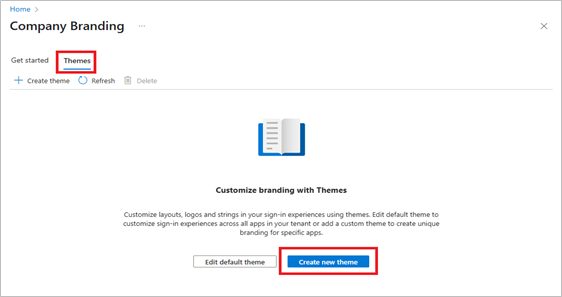 Home >
Company Branding ...
Get started Themes
+ Create theme Refresh Delete
Customize branding with Themes
Customize layouts, logos and strings in your sign-in experiences using themes. Edit default theme to
customize sign-in experiences across all apps in your tenant or add a custom theme to create unique
branding for specific apps.
Edit default theme Create new theme